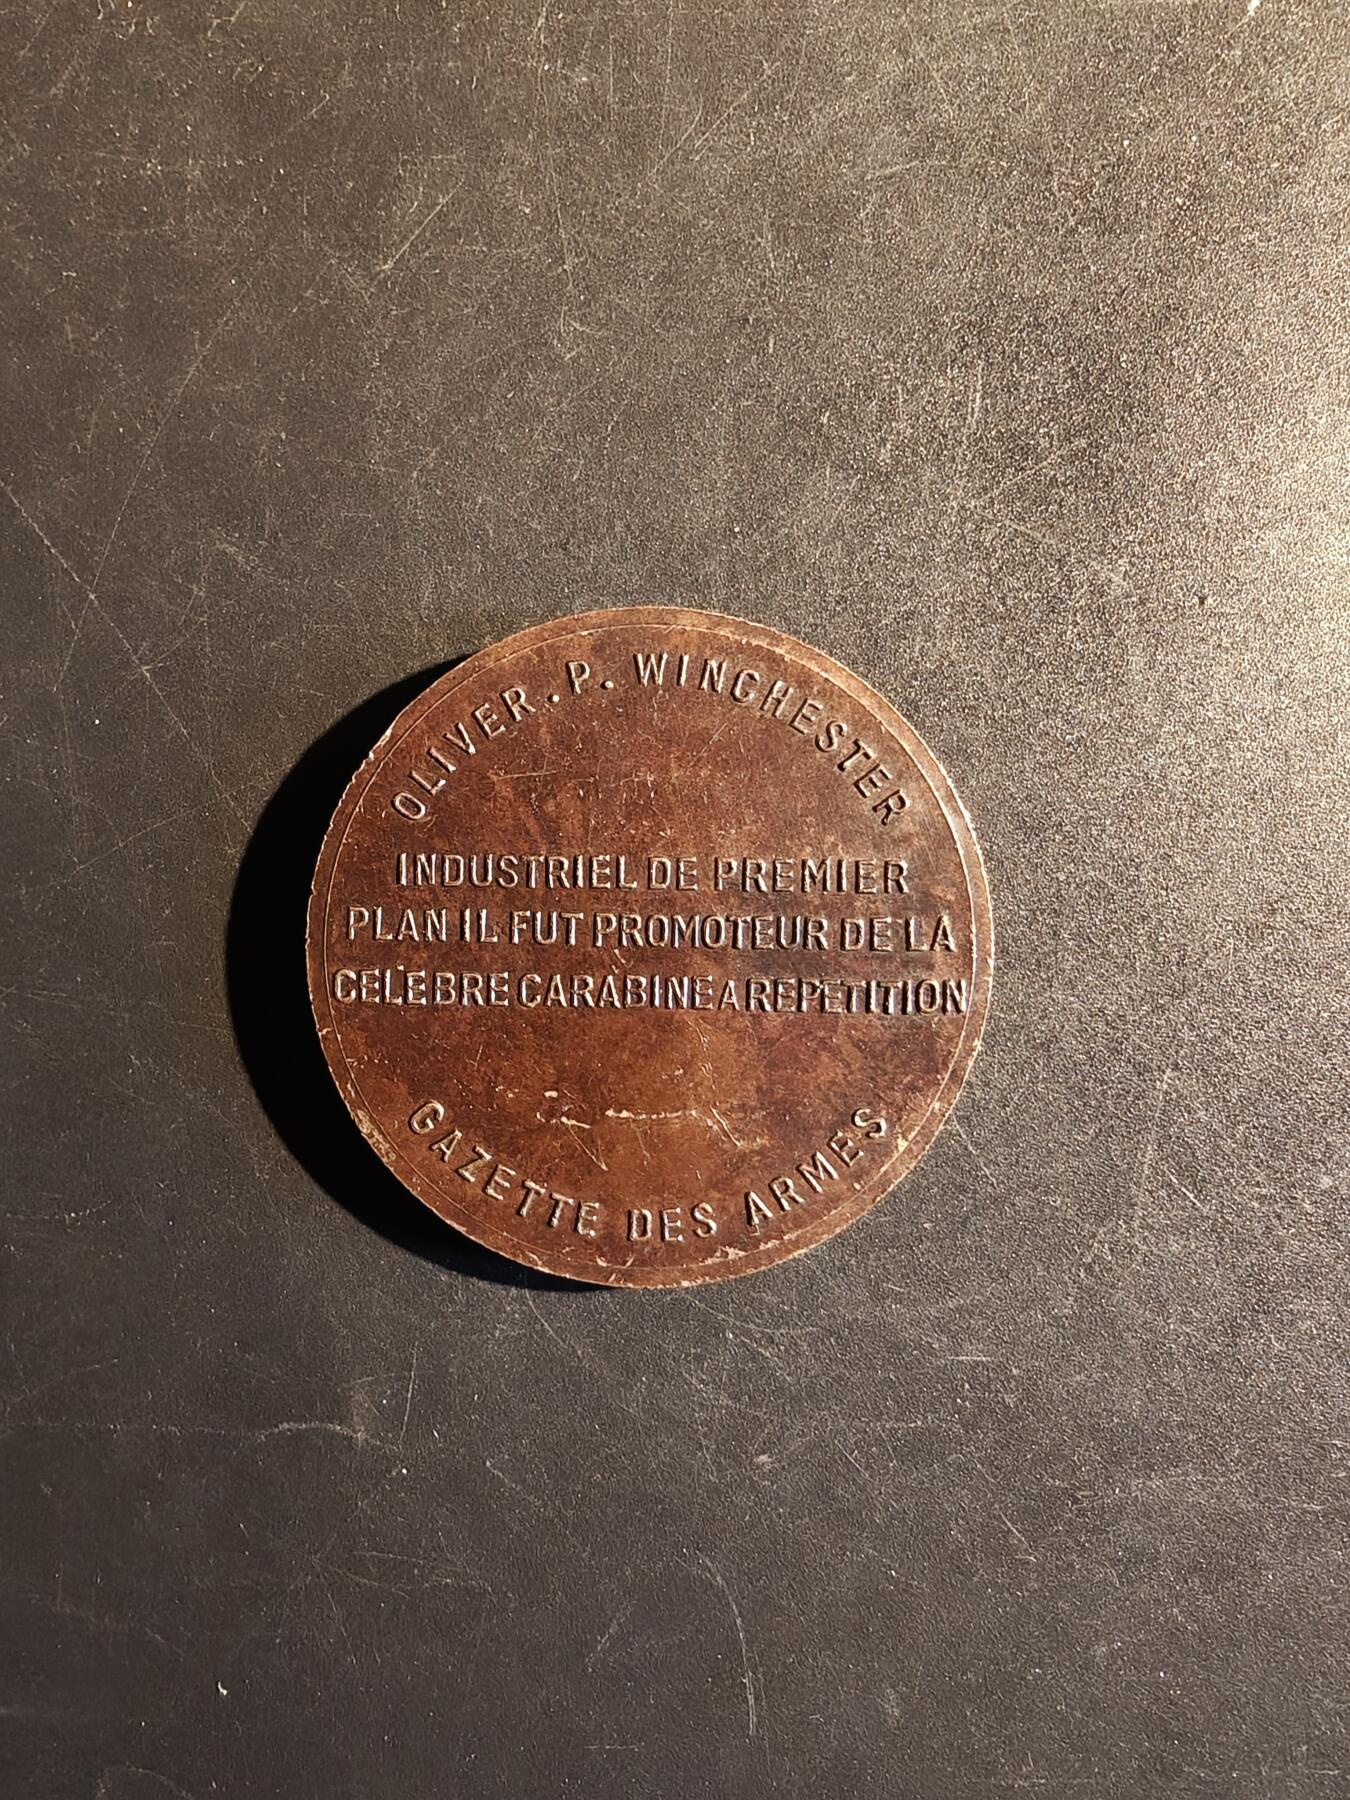 OLIVER. P. WINCHESTER
INDUSTRIEL DE PREMIER
PLAN IL FUT PROMOTEUR DE LA
CELEBRE CARABINE A REPETITION
GAZETTE DES ARMES